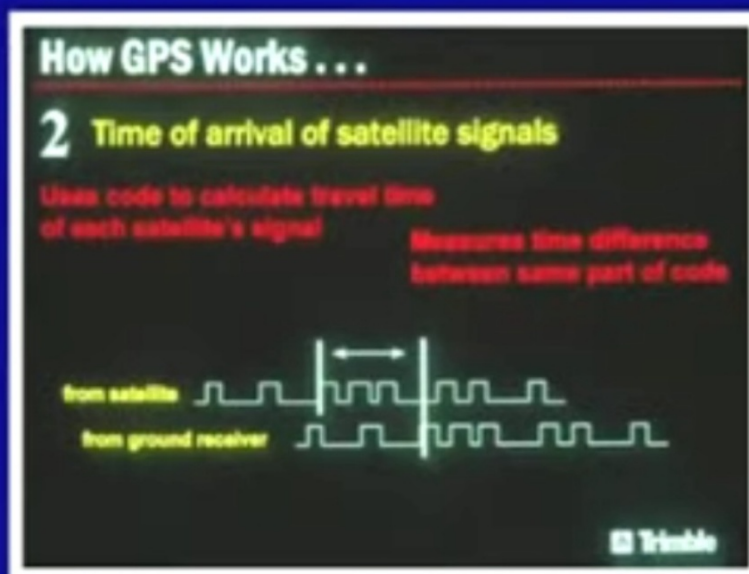 How GPS Works . . .
2 Time of arrival of satellite signals
Uses code to calculate travel time
of each satellite's signal
Measures time difference
between same part of code
from satellite
from ground receiver
Trimble